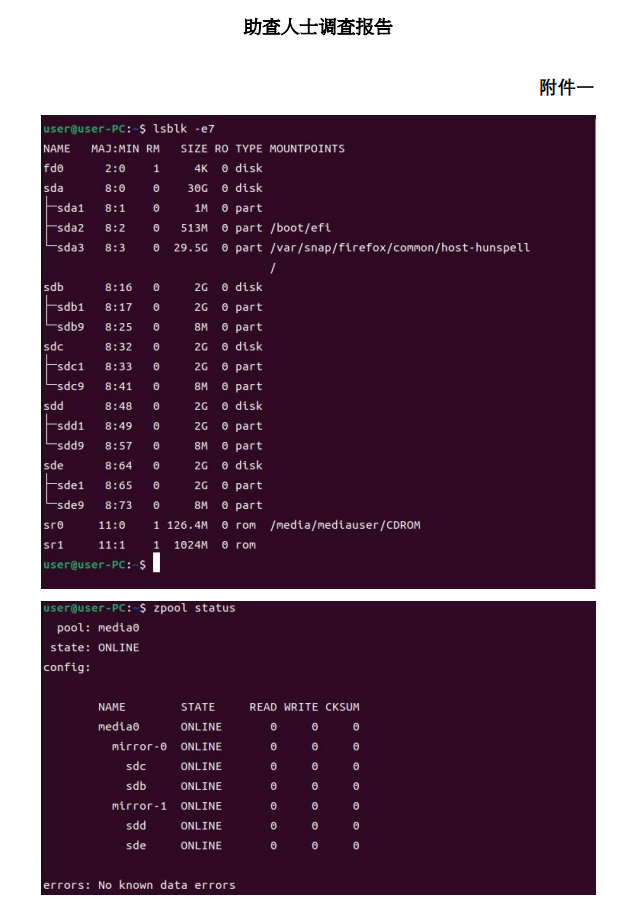 助查人士调查报告
附件一
user@user-PC:~$ lsblk -e7
NAME   MAJ:MIN RM   SIZE RO TYPE MOUNTPOINTS
fd0      2:0    1     4K  0 disk
sda      8:0    0    30G  0 disk
├─sda1   8:1    0     1M  0 part
├─sda2   8:2    0   513M  0 part /boot/efi
└─sda3   8:3    0  29.5G  0 part /var/snap/firefox/common/host-hunspell
                                 /
sdb      8:16   0     2G  0 disk
├─sdb1   8:17   0     2G  0 part
└─sdb9   8:25   0     8M  0 part
sdc      8:32   0     2G  0 disk
├─sdc1   8:33   0     2G  0 part
└─sdc9   8:41   0     8M  0 part
sdd      8:48   0     2G  0 disk
├─sdd1   8:49   0     2G  0 part
└─sdd9   8:57   0     8M  0 part
sde      8:64   0     2G  0 disk
├─sde1   8:65   0     2G  0 part
└─sde9   8:73   0     8M  0 part
sr0     11:0    1 126.4M  0 rom  /media/mediauser/CDROM
sr1     11:1    1  1024M  0 rom
user@user-PC:~$
user@user-PC:~$ zpool status
  pool: media0
 state: ONLINE
config:
        NAME        STATE     READ WRITE CKSUM
        media0      ONLINE       0     0     0
          mirror-0  ONLINE       0     0     0
            sdc     ONLINE       0     0     0
            sdb     ONLINE       0     0     0
          mirror-1  ONLINE       0     0     0
            sdd     ONLINE       0     0     0
            sde     ONLINE       0     0     0
errors: No known data errors